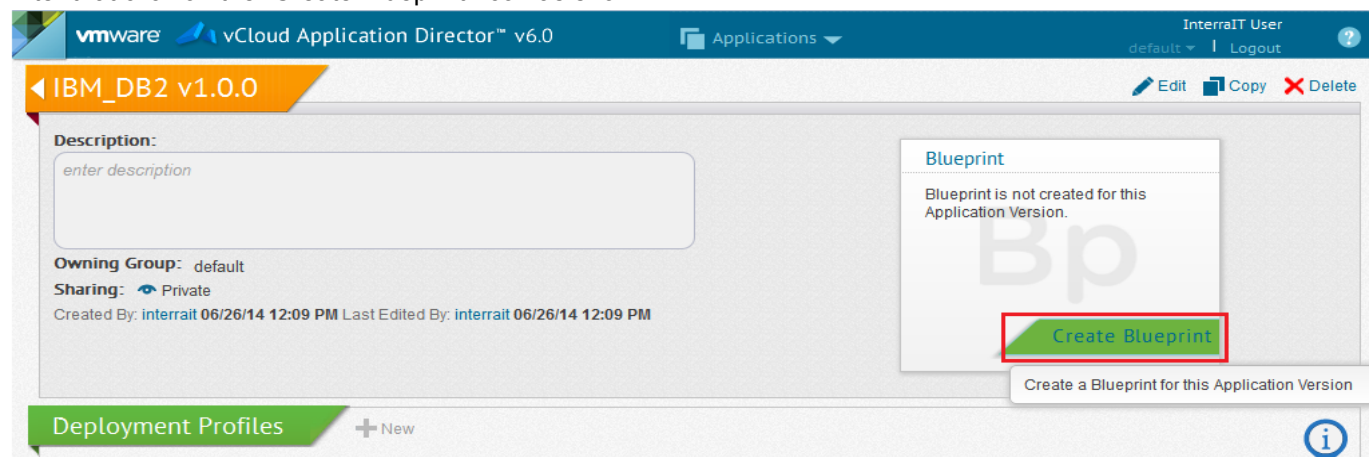 vmware vCloud Application Director™ v6.0
Applications
InterraIT User
default | Logout
?
IBM_DB2 v1.0.0
Edit Copy Delete
Description:
enter description
Owning Group: default
Sharing: Private
Created By: interrait 06/26/14 12:09 PM Last Edited By: interrait 06/26/14 12:09 PM
Blueprint
Blueprint is not created for this
Application Version.
Bp
Create Blueprint
Create a Blueprint for this Application Version
Deployment Profiles
New
i